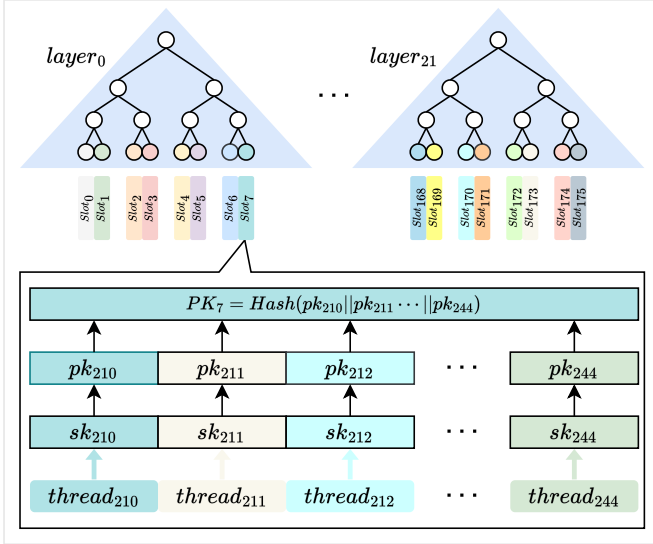 layer₀ layer₂₁
. . .
Slot₀ Slot₁ Slot₂ Slot₃ Slot₄ Slot₅ Slot₆ Slot₇ Slot₁₆₈ Slot₁₆₉ Slot₁₇₀ Slot₁₇₁ Slot₁₇₂ Slot₁₇₃ Slot₁₇₄ Slot₁₇₅
PK₇ = Hash(pk₂₁₀||pk₂₁₁ ⋯ ||pk₂₄₄)
pk₂₁₀ pk₂₁₁ pk₂₁₂ . . . pk₂₄₄
sk₂₁₀ sk₂₁₁ sk₂₁₂ . . . sk₂₄₄
thread₂₁₀ thread₂₁₁ thread₂₁₂ . . . thread₂₄₄